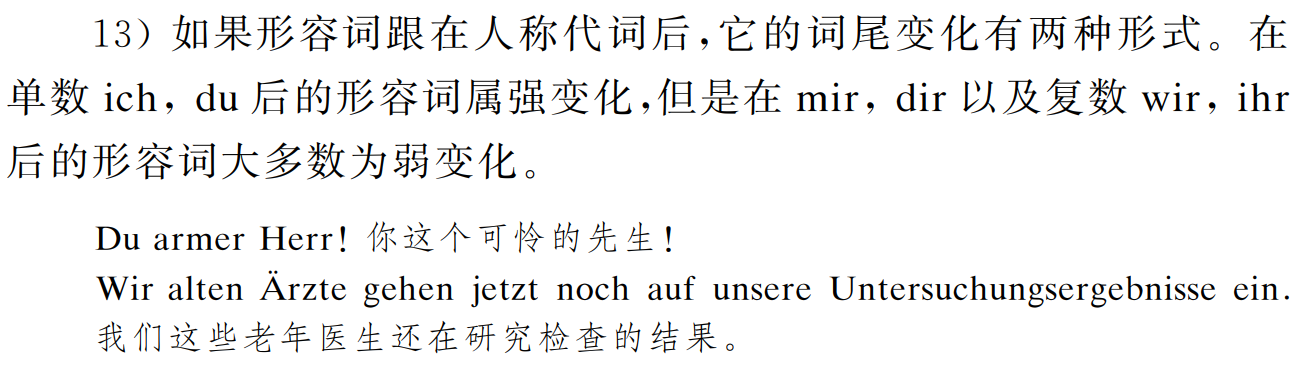 13）如果形容词跟在人称代词后,它的词尾变化有两种形式。在
单数 ich，du 后的形容词属强变化,但是在 mir，dir 以及复数 wir，ihr
后的形容词大多数为弱变化。
Du armer Herr! 你这个可怜的先生!
Wir alten Ärzte gehen jetzt noch auf unsere Untersuchungsergebnisse ein.
我们这些老年医生还在研究检查的结果。